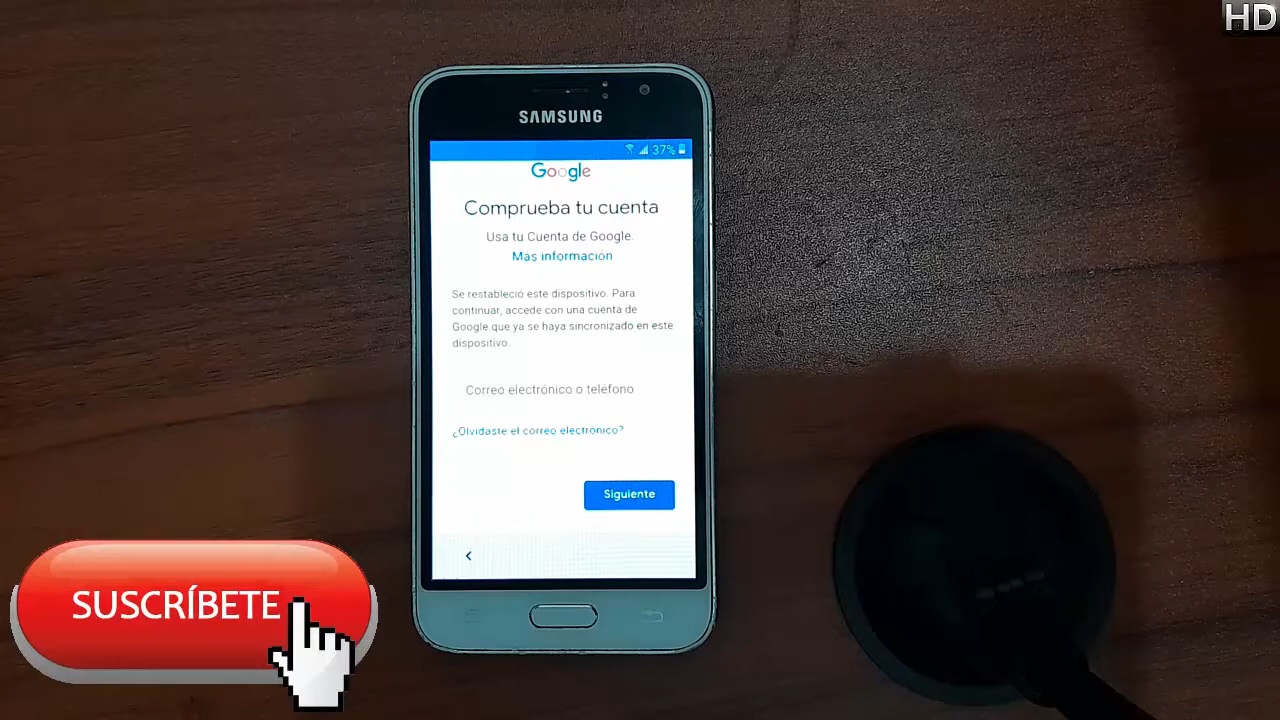 HD
SAMSUNG
37%
Google
Comprueba tu cuenta
Usa tu Cuenta de Google.
Más información
Se restableció este dispositivo. Para
continuar, accede con una cuenta de
Google que ya se haya sincronizado en este
dispositivo.
Correo electrónico o teléfono
¿Olvidaste el correo electrónico?
Siguiente
SUSCRÍBETE